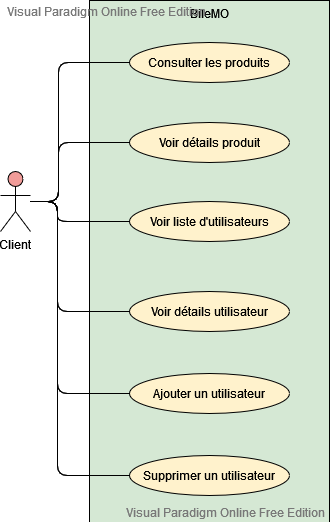 Visual Paradigm Online Free Edition
BileMO
Consulter les produits
Voir détails produit
Voir liste d'utilisateurs
Client
Voir détails utilisateur
Ajouter un utilisateur
Supprimer un utilisateur
Visual Paradigm Online Free Edition